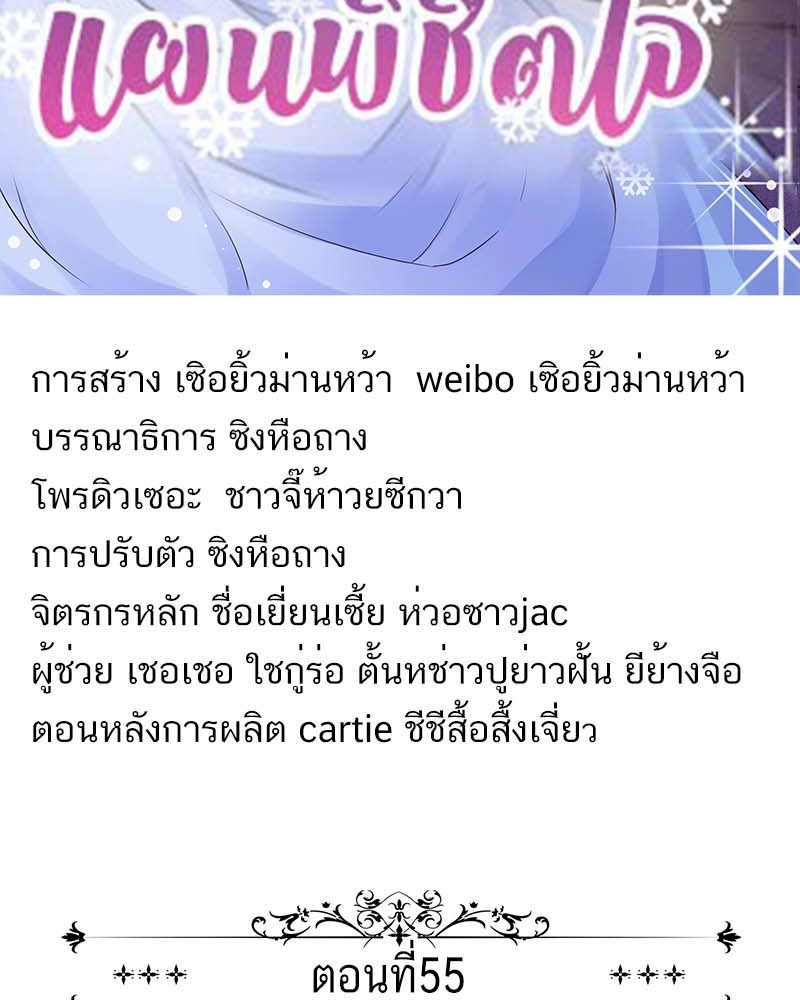 แผนพิชิตใจ
การสร้าง เซิอยิ้วม่านหว้า weibo เซิอยิ้วม่านหว้า
บรรณาธิการ ซิงหือถาง
โพรดิวเซอะ ชาวจี๊ห้าวยซีกวา
การปรับตัว ซิงหือถาง
จิตรกรหลัก ชื่อเยี่ยนเซี้ย ห่วอซาวjac
ผู้ช่วย เชอเชอ ใชกู่ร่อ ตั้นหช่าวปูย่าวฝั้น ยีย้างจือ
ตอนหลังการผลิต cartie ชีชีสื้อสิ้งเจี่ยว
ตอนที่55